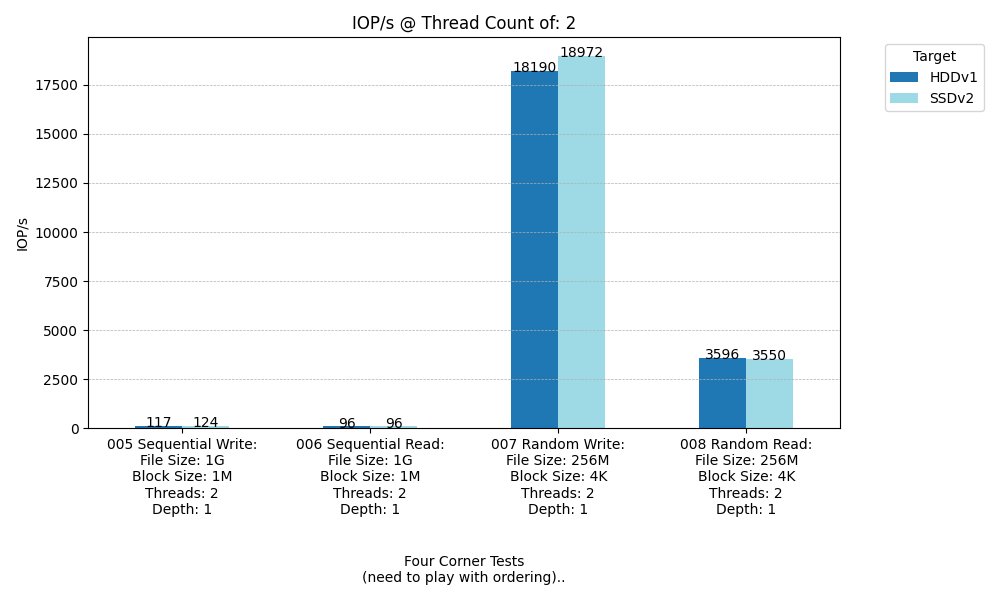 IOP/s @ Thread Count of: 2
Target
HDDv1
SSDv2
IOP/s
17500
15000
12500
10000
7500
5000
2500
0
117
124
96
96
18190
18972
3596
3550
005 Sequential Write:
File Size: 1G
Block Size: 1M
Threads: 2
Depth: 1
006 Sequential Read:
File Size: 1G
Block Size: 1M
Threads: 2
Depth: 1
007 Random Write:
File Size: 256M
Block Size: 4K
Threads: 2
Depth: 1
008 Random Read:
File Size: 256M
Block Size: 4K
Threads: 2
Depth: 1
Four Corner Tests
(need to play with ordering)..